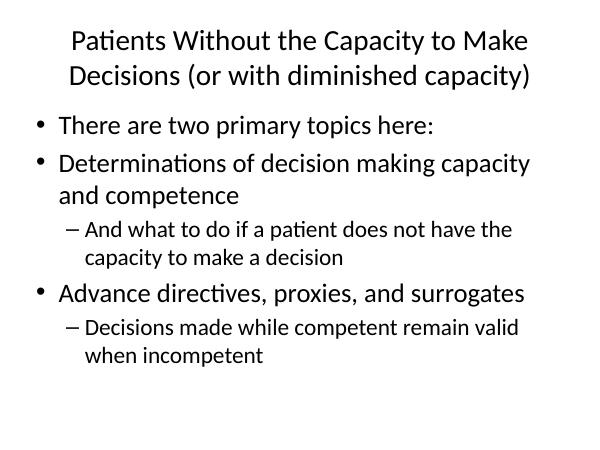 Patients Without the Capacity to Make
Decisions (or with diminished capacity)
• There are two primary topics here:
• Determinations of decision making capacity
and competence
– And what to do if a patient does not have the
capacity to make a decision
• Advance directives, proxies, and surrogates
– Decisions made while competent remain valid
when incompetent